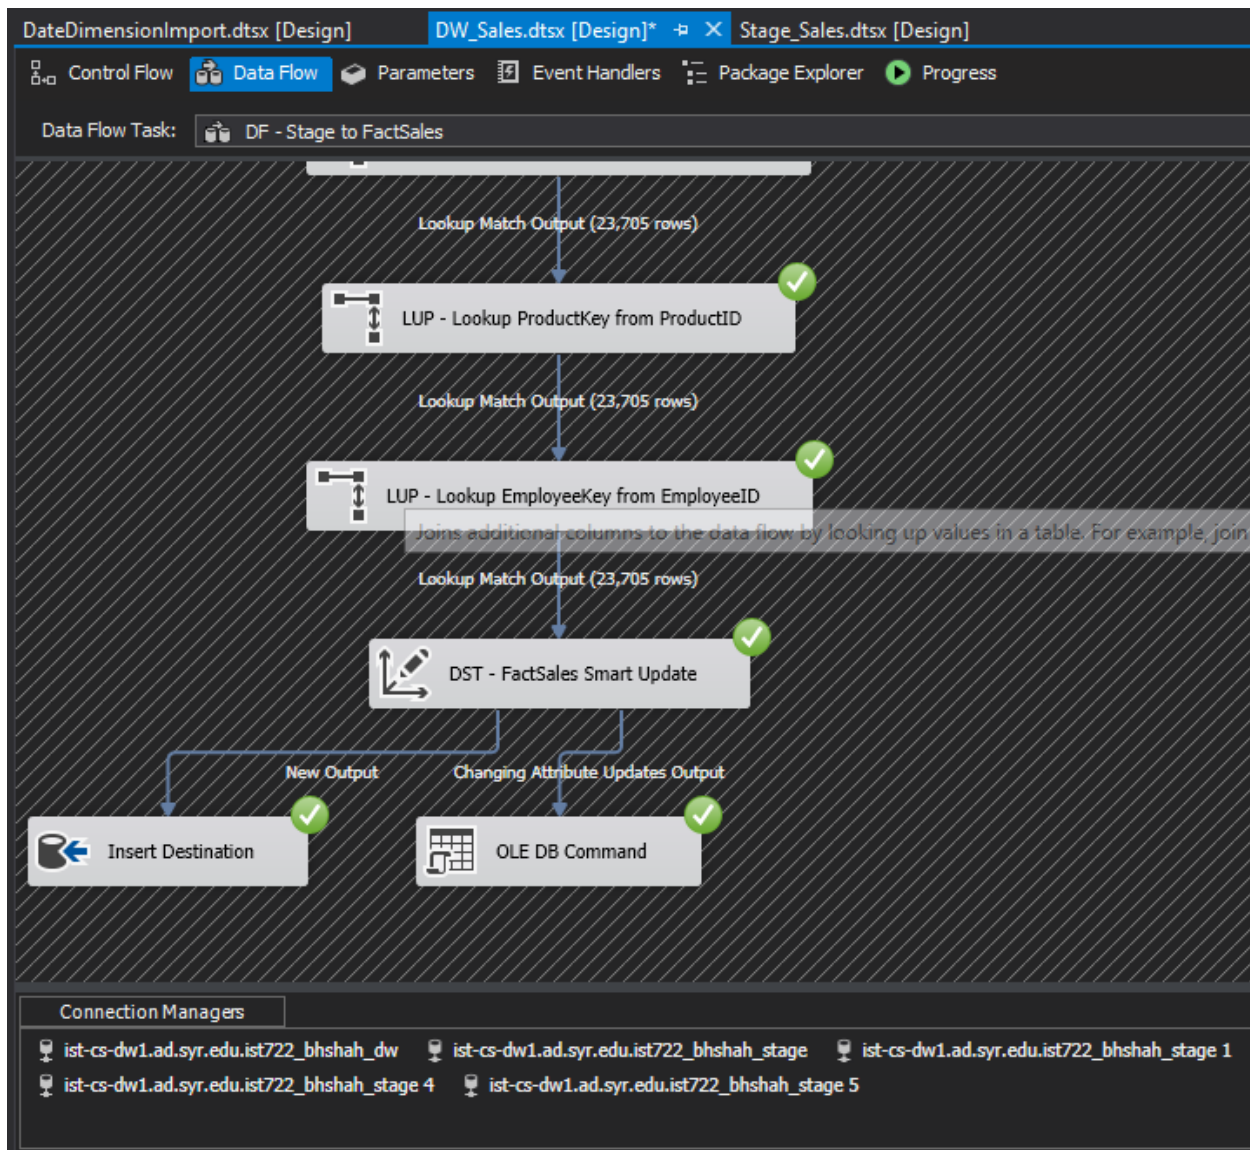 DateDimensionImport.dtsx [Design] DW_Sales.dtsx [Design]* Stage_Sales.dtsx [Design]
Control Flow Data Flow Parameters Event Handlers Package Explorer Progress
Data Flow Task: DF - Stage to FactSales
Lookup Match Output (23,705 rows)
LUP - Lookup ProductKey from ProductID
Lookup Match Output (23,705 rows)
LUP - Lookup EmployeeKey from EmployeeID
Joins additional columns to the data flow by looking up values in a table. For example, join
Lookup Match Output (23,705 rows)
DST - FactSales Smart Update
New Output Changing Attribute Updates Output
Insert Destination OLE DB Command
Connection Managers
ist-cs-dw1.ad.syr.edu.ist722_bhshah_dw ist-cs-dw1.ad.syr.edu.ist722_bhshah_stage ist-cs-dw1.ad.syr.edu.ist722_bhshah_stage 1
ist-cs-dw1.ad.syr.edu.ist722_bhshah_stage 4 ist-cs-dw1.ad.syr.edu.ist722_bhshah_stage 5